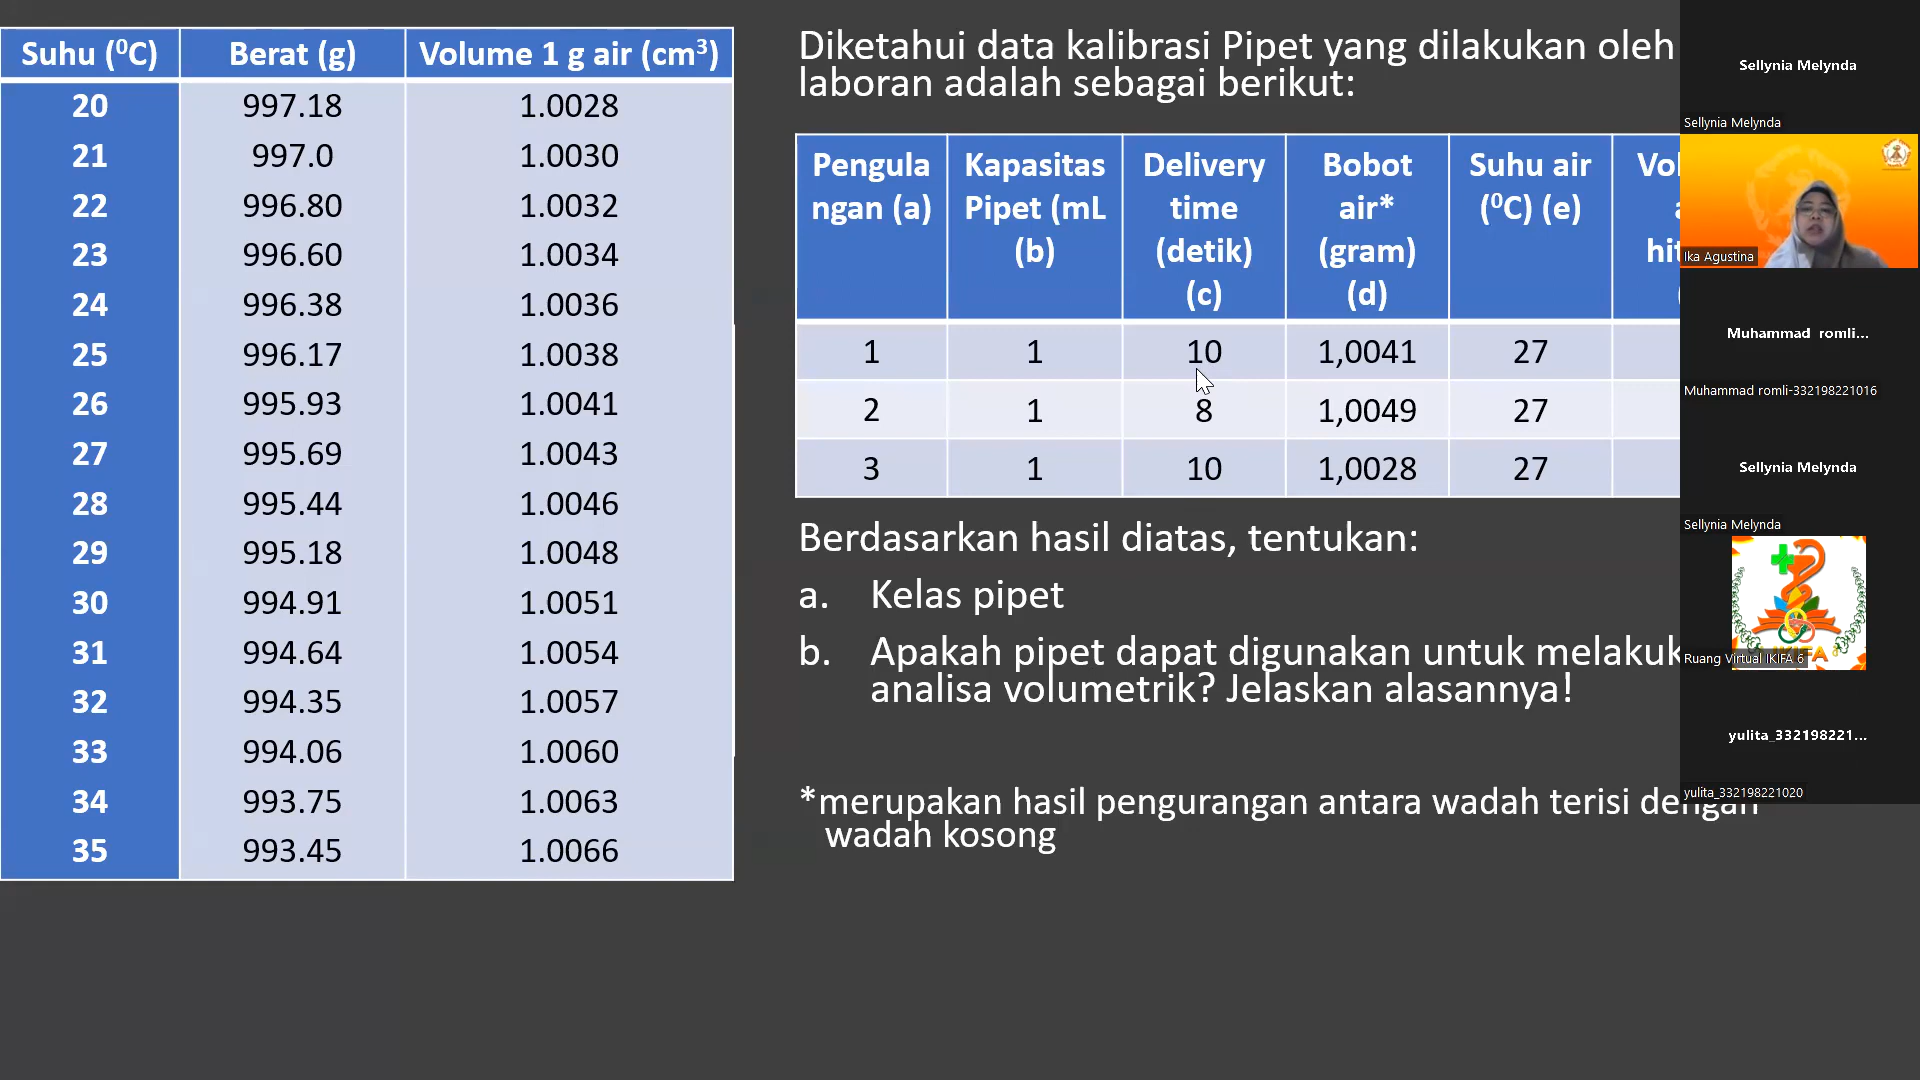 Suhu (⁰C) Berat (g) Volume 1 g air (cm³)
20 997.18 1.0028
21 997.0 1.0030
22 996.80 1.0032
23 996.60 1.0034
24 996.38 1.0036
25 996.17 1.0038
26 995.93 1.0041
27 995.69 1.0043
28 995.44 1.0046
29 995.18 1.0048
30 994.91 1.0051
31 994.64 1.0054
32 994.35 1.0057
33 994.06 1.0060
34 993.75 1.0063
35 993.45 1.0066
Diketahui data kalibrasi Pipet yang dilakukan oleh
laboran adalah sebagai berikut:
Pengula Kapasitas Delivery Bobot Suhu air
ngan (a) Pipet (mL time air* (⁰C) (e)
(b) (detik) (gram)
(c) (d)
1 1 10 1,0041 27
2 1 8 1,0049 27
3 1 10 1,0028 27
Berdasarkan hasil diatas, tentukan:
a. Kelas pipet
b. Apakah pipet dapat digunakan untuk melakuk
analisa volumetrik? Jelaskan alasannya!
*merupakan hasil pengurangan antara wadah terisi dengan
wadah kosong
Sellynia Melynda
Sellynia Melynda
Ika Agustina
Muhammad romli...
Muhammad romli-332198221016
Sellynia Melynda
Sellynia Melynda
IKIFA
Ruang Virtual IKIFA 6
yulita_332198221...
yulita_332198221020